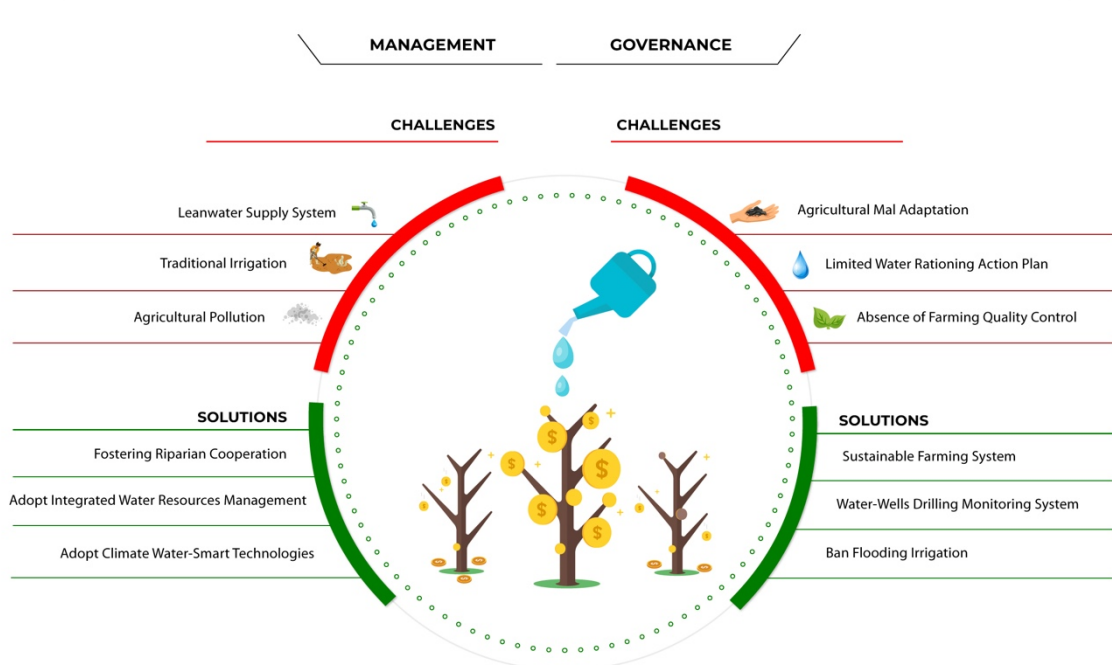 MANAGEMENT
GOVERNANCE
CHALLENGES
CHALLENGES
Leanwater Supply System
Traditional Irrigation
Agricultural Pollution
Agricultural Mal Adaptation
Limited Water Rationing Action Plan
Absence of Farming Quality Control
SOLUTIONS
Fostering Riparian Cooperation
Adopt Integrated Water Resources Management
Adopt Climate Water-Smart Technologies
SOLUTIONS
Sustainable Farming System
Water-Wells Drilling Monitoring System
Ban Flooding Irrigation
$
$
$
$
$
$